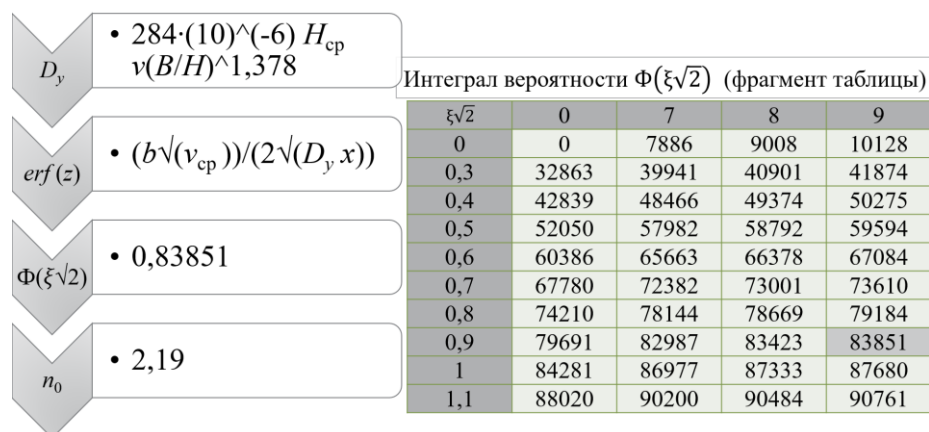 D_y
• 284·(10)^(-6) H_ср
v(B/H)^1,378
erf (z)
• (b√(v_ср ))/(2√(D_y x))
Φ(ξ√2)
• 0,83851
n_0
• 2,19
Интеграл вероятности Φ(ξ√2) (фрагмент таблицы)
ξ√2 0 7 8 9
0 0 7886 9008 10128
0,3 32863 39941 40901 41874
0,4 42839 48466 49374 50275
0,5 52050 57982 58792 59594
0,6 60386 65663 66378 67084
0,7 67780 72382 73001 73610
0,8 74210 78144 78669 79184
0,9 79691 82987 83423 83851
1 84281 86977 87333 87680
1,1 88020 90200 90484 90761